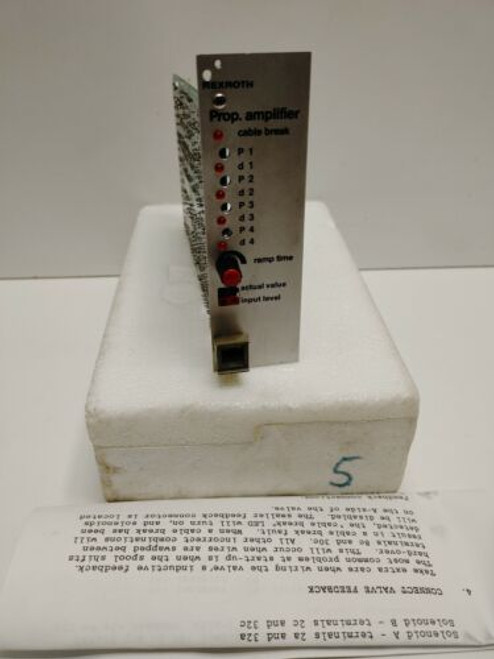 REXROTH
Prop. amplifier
cable break
P 1
d 1
P 2
d 2
P 3
d 3
P 4
d 4
ramp time
actual value
input level
5
Solenoid A - terminals 2a and 32a
Solenoid B - terminals 2c and 32c
4. CONNECT VALVE FEEDBACK
Take extra care when wiring the valve's inductive feedback.
The most common problem at start-up is when the spool shifts
hard-over. This will occur when wires are swapped between
terminals 8c and 30c. All other incorrect combinations will
result in a cable break fault. When a cable break has been
detected, the "cable break" LED will turn on, and solenoids
will be disabled. The smaller feedback connector is located
on the A-side of the valve.
Feedback connections